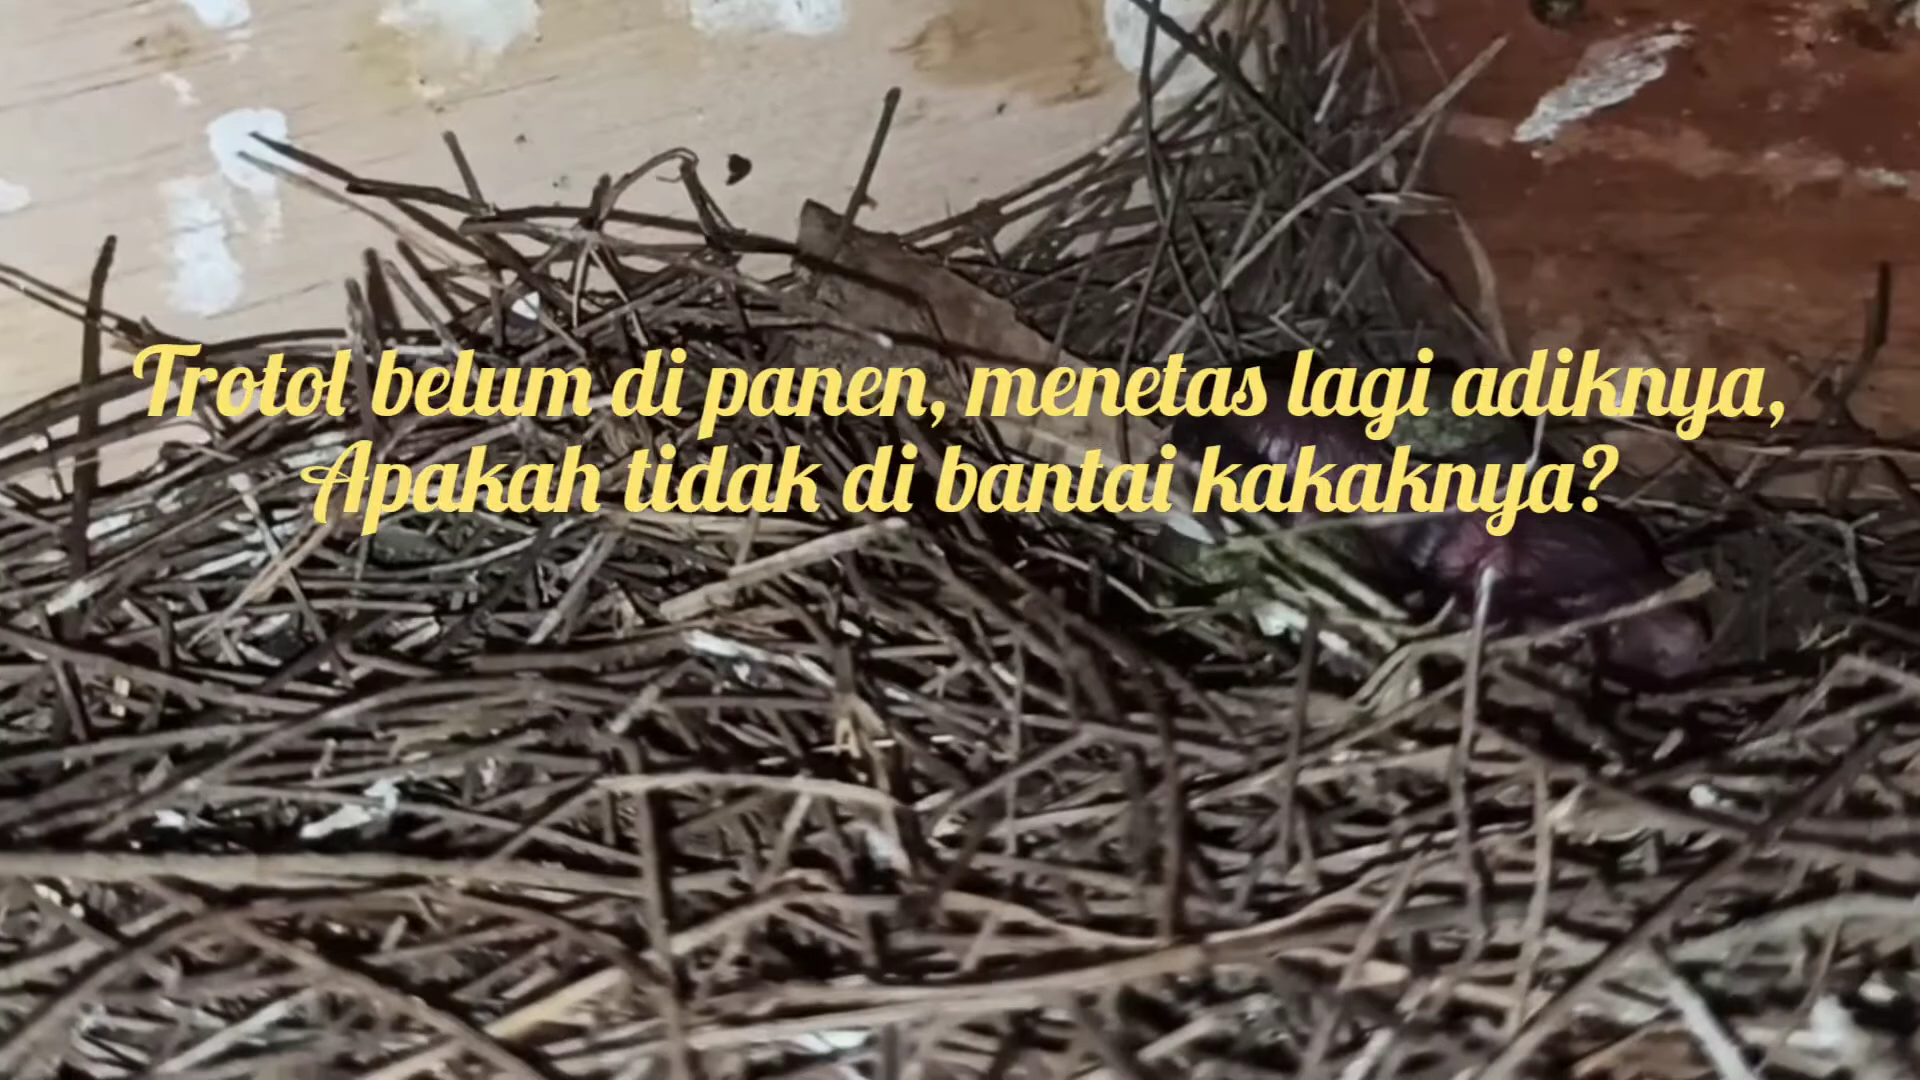 Trotol belum di panen, menetas lagi adiknya,
Apakah tidak di bantai kakaknya?